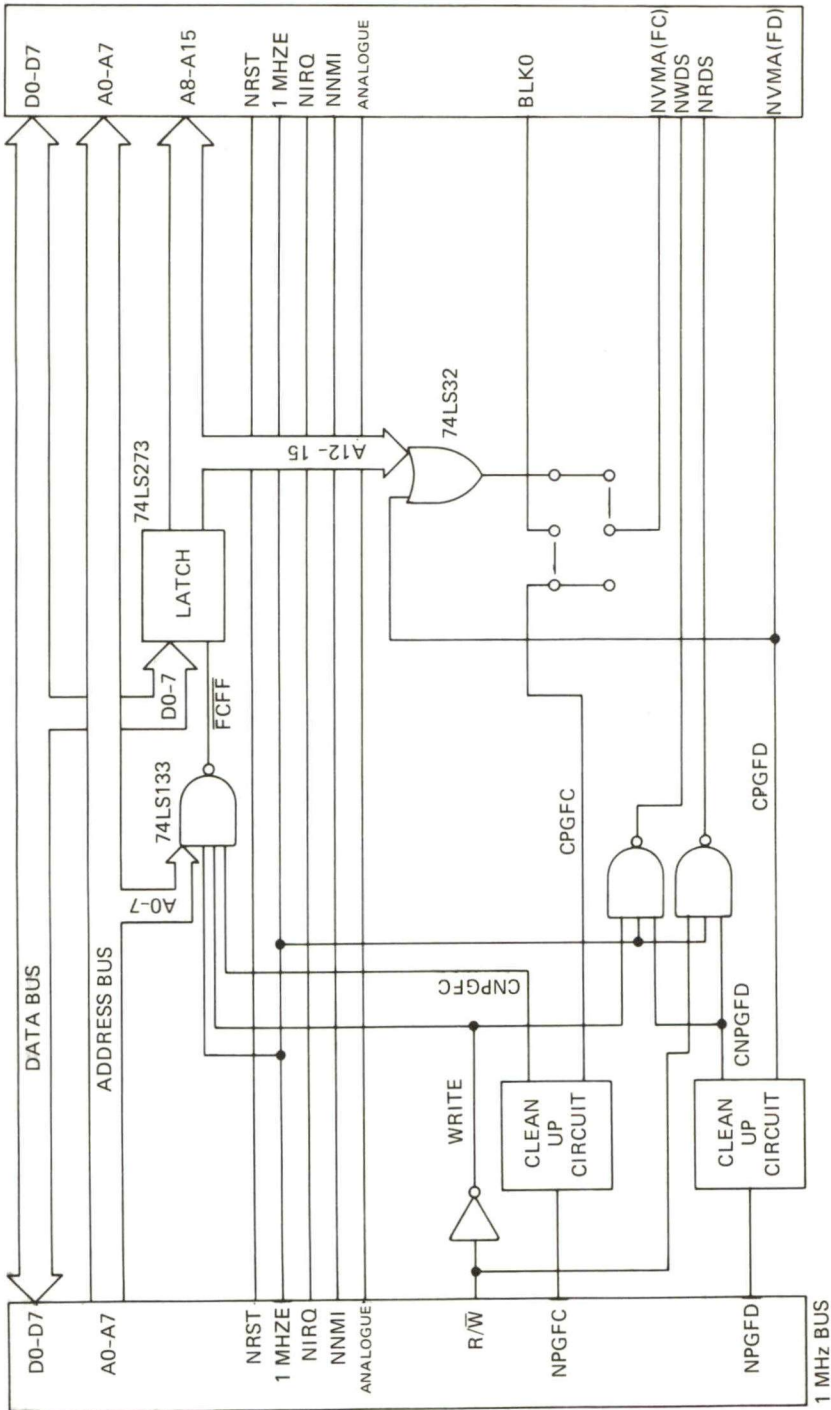 D0-D7
A0-A7
NRST
1 MHZE
NIRQ
NNMI
ANALOGUE
R/W̅
NPGFC
NPGFD
1 MHz BUS
DATA BUS
ADDRESS BUS
A0-7
74LS133
FCFF
D0-7
LATCH
74LS273
A12-15
74LS32
WRITE
CNPGFC
CLEAN
UP
CIRCUIT
CPGFC
CNPGFD
CLEAN
UP
CIRCUIT
CPGFD
D0-D7
A0-A7
A8-A15
NRST
1 MHZE
NIRQ
NNMI
ANALOGUE
BLK0
NVMA(FC)
NWDS
NRDS
NVMA(FD)